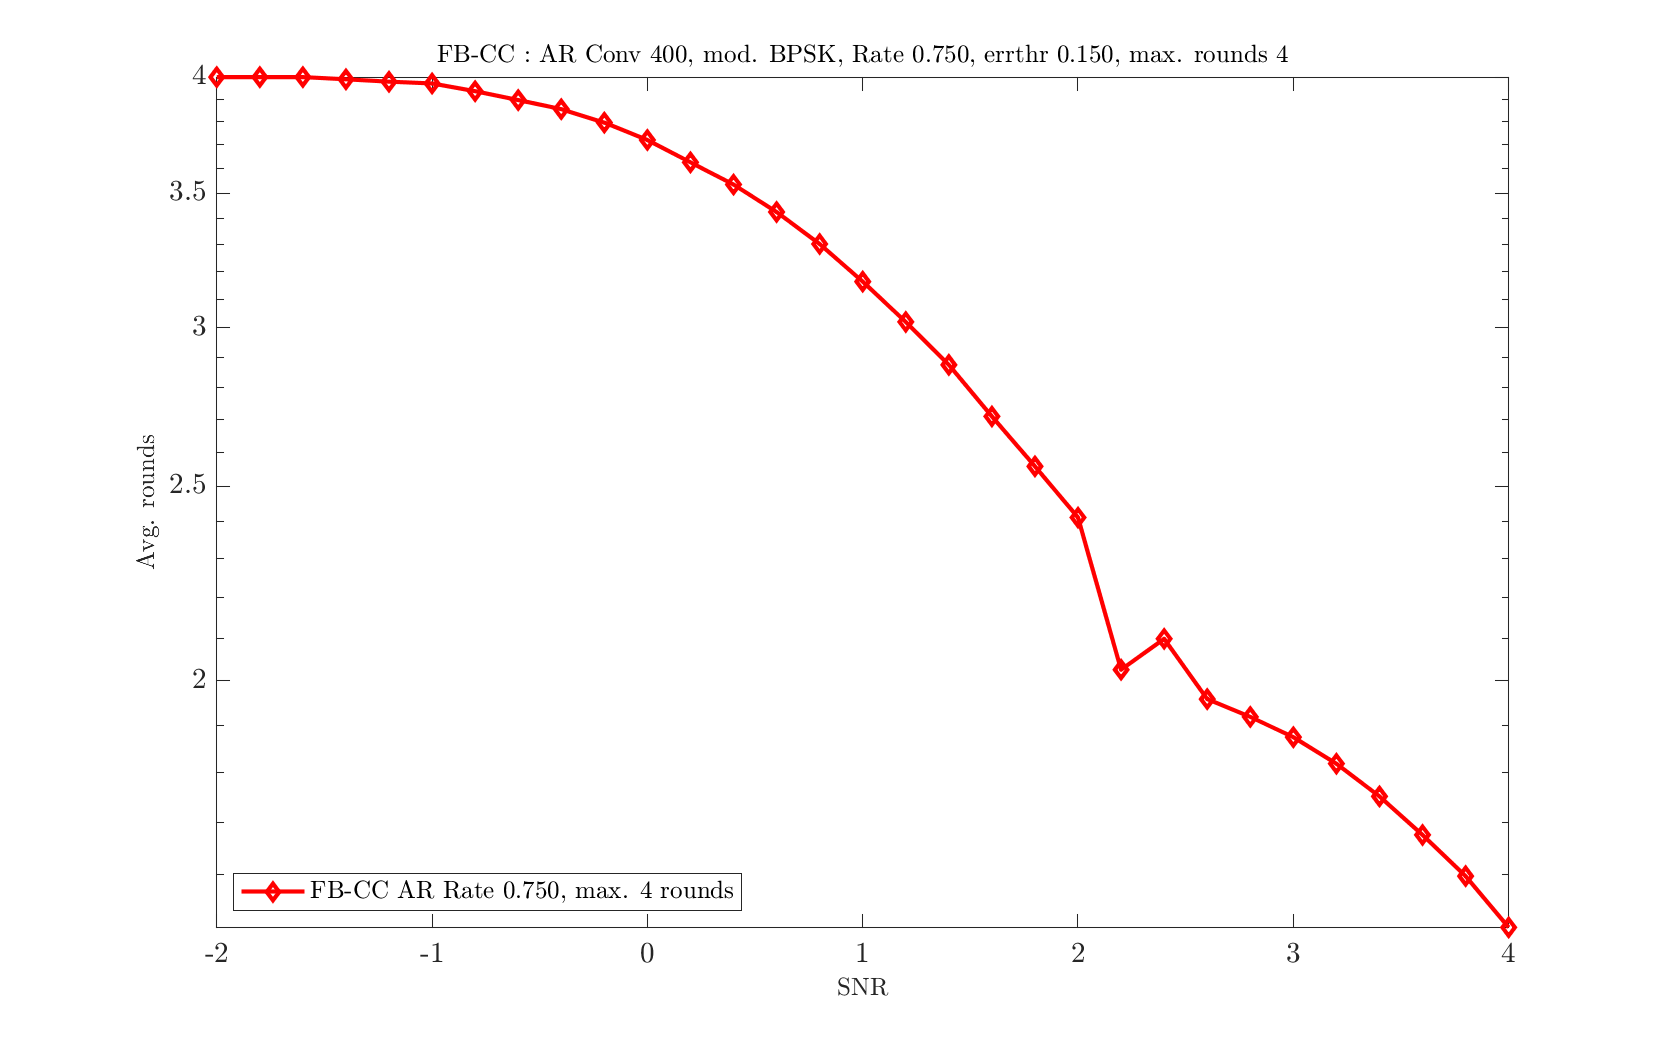 FB-CC : AR Conv 400, mod. BPSK, Rate 0.750, errthr 0.150, max. rounds 4
4
3.5
3
2.5
2
Avg. rounds
FB-CC AR Rate 0.750, max. 4 rounds
-2 -1 0 1 2 3 4
SNR